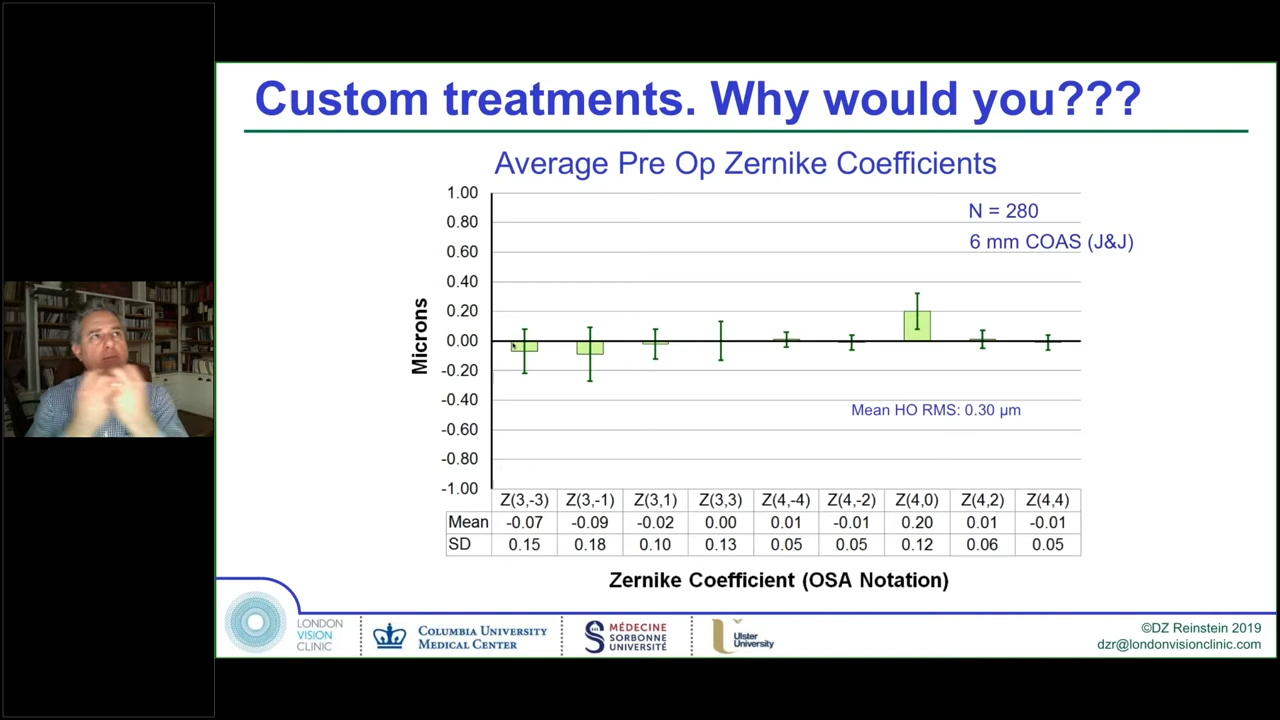 Custom treatments. Why would you???
Average Pre Op Zernike Coefficients
N = 280
6 mm COAS (J&J)
1.00
0.80
0.60
0.40
0.20
0.00
-0.20
-0.40
-0.60
-0.80
-1.00
Microns
Mean HO RMS: 0.30 µm
Z(3,-3) Z(3,-1) Z(3,1) Z(3,3) Z(4,-4) Z(4,-2) Z(4,0) Z(4,2) Z(4,4)
Mean -0.07 -0.09 -0.02 0.00 0.01 -0.01 0.20 0.01 -0.01
SD 0.15 0.18 0.10 0.13 0.05 0.05 0.12 0.06 0.05
Zernike Coefficient (OSA Notation)
LONDON
VISION
CLINIC
COLUMBIA UNIVERSITY
MEDICAL CENTER
MÉDECINE
SORBONNE
UNIVERSITÉ
Ulster
University
©DZ Reinstein 2019
dzr@londonvisionclinic.com